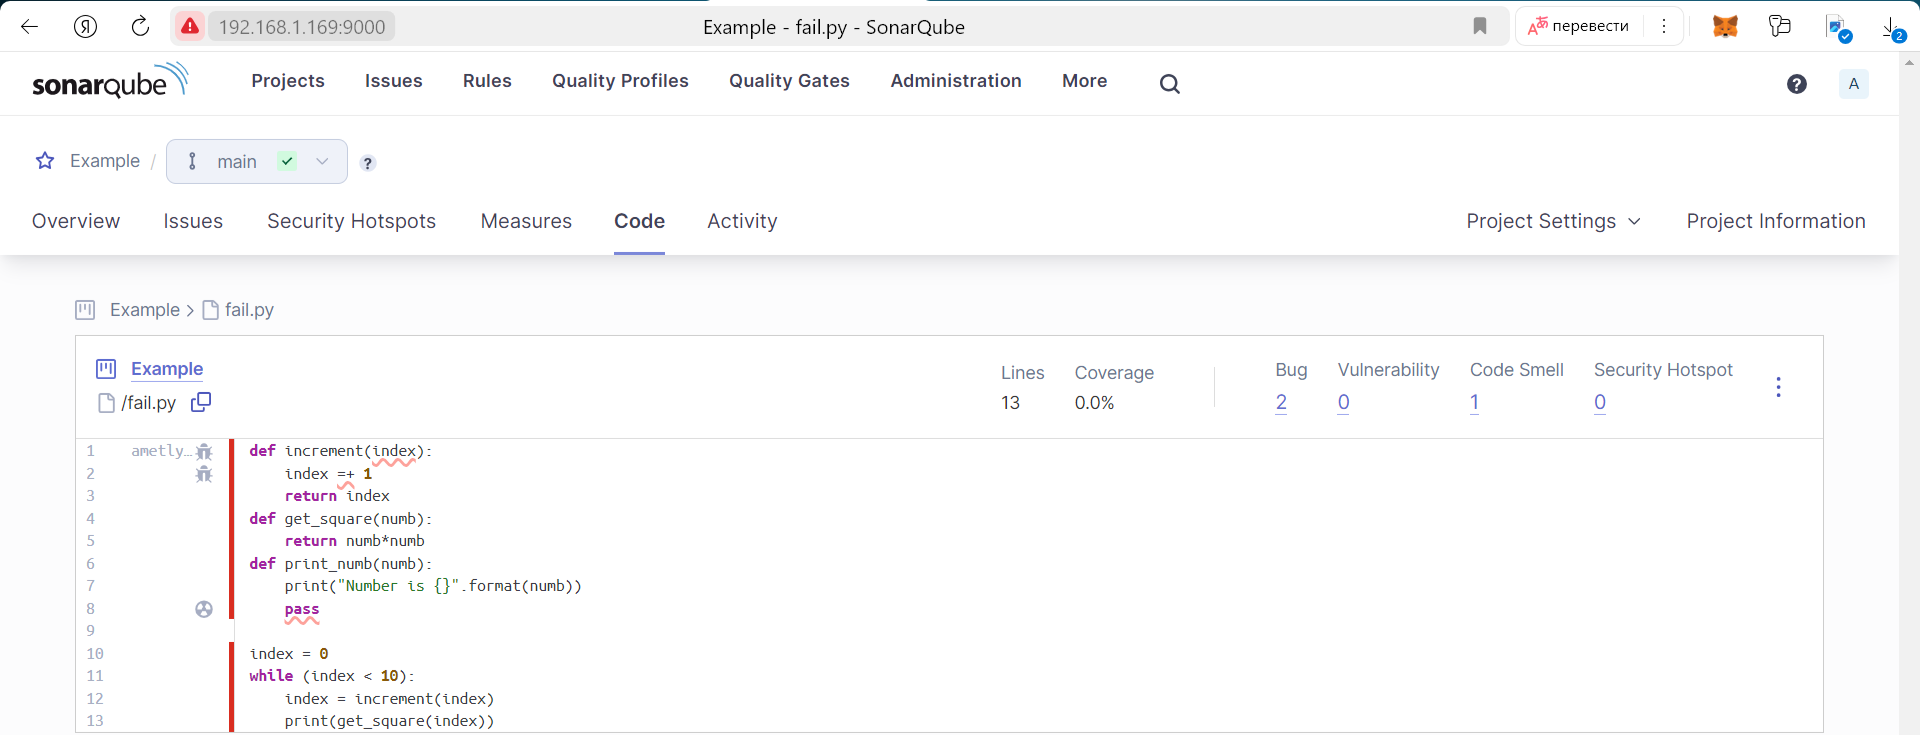 192.168.1.169:9000 Example - fail.py - SonarQube перевести 2
sonarqube Projects Issues Rules Quality Profiles Quality Gates Administration More ? A
Example / main ?
Overview Issues Security Hotspots Measures Code Activity Project Settings Project Information
Example > fail.py
Example
/fail.py
Lines Coverage Bug Vulnerability Code Smell Security Hotspot
13 0.0% 2 0 1 0
1 ametly... def increment(index):
2 index =+ 1
3 return index
4 def get_square(numb):
5 return numb*numb
6 def print_numb(numb):
7 print("Number is {}".format(numb))
8 pass
9
10 index = 0
11 while (index < 10):
12 index = increment(index)
13 print(get_square(index))